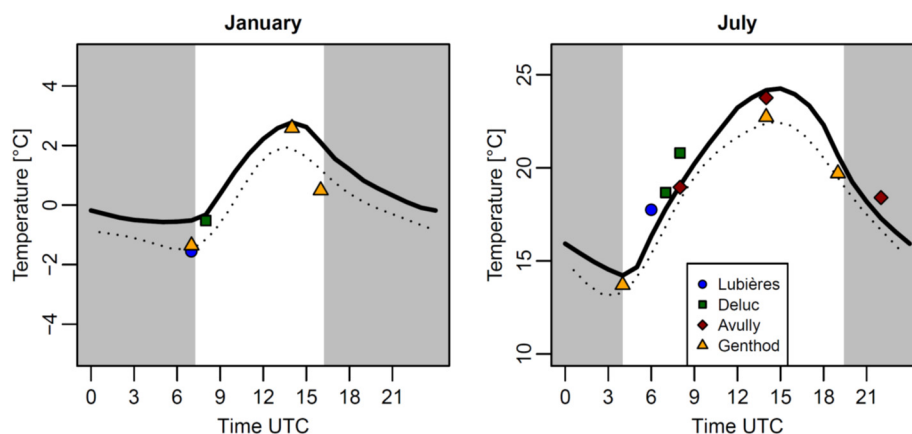 January
July
Temperature [°C]
4
2
0
−2
−4
0 3 6 9 12 15 18 21
Time UTC
Temperature [°C]
25
20
15
10
Lubières
Deluc
Avully
Genthod
0 3 6 9 12 15 18 21
Time UTC